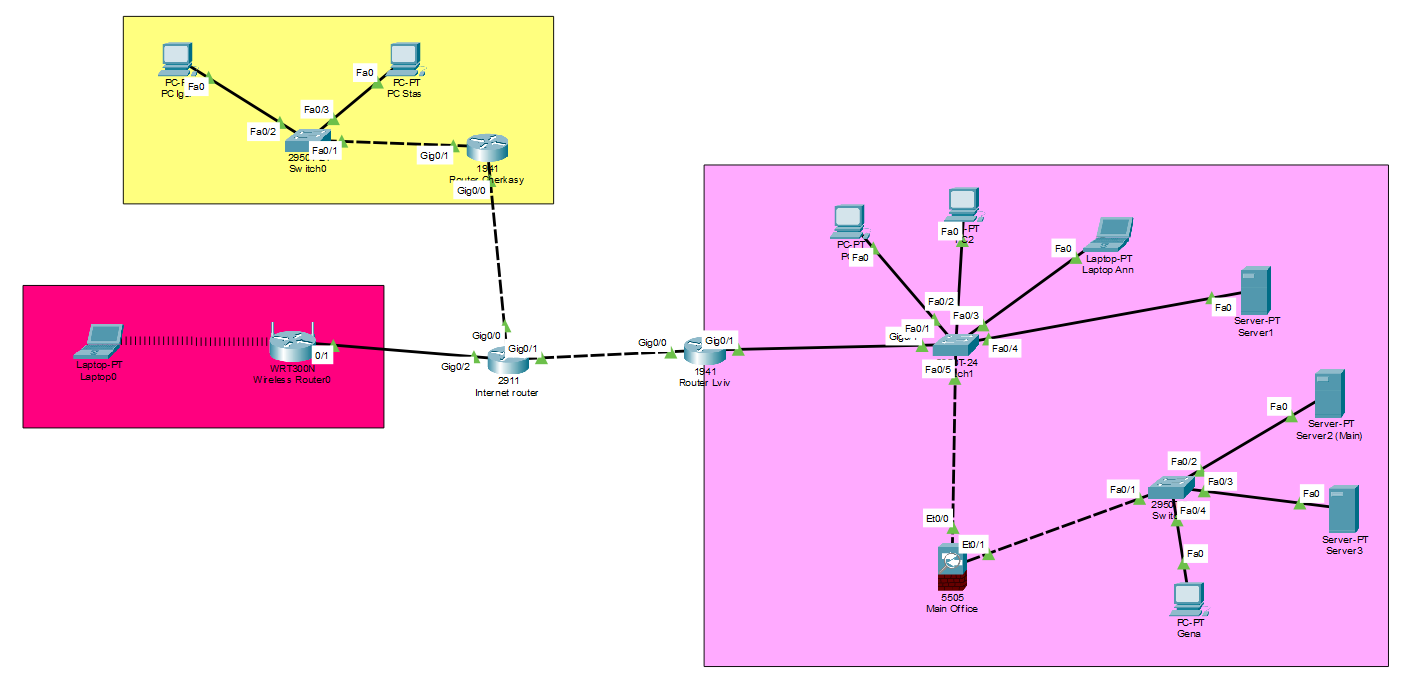 Fa0
PC Ig
Fa0
PC-PT
PC Stas
Fa0/3
Fa0/2
Fa0/1
Switch0
Gig0/1
1941
Router Cherkasy
Gig0/0
Laptop-PT
Laptop0
0/1
WRT300N
Wireless Router0
Gig0/0
Gig0/1
Gig0/2
2911
Internet router
Gig0/0
Gig0/1
1941
Router Lviv
PC-PT
Fa0
Fa0
Fa0
Laptop-PT
Laptop Ann
Fa0
Server-PT
Server1
Fa0/2
Fa0/3
Fa0/1
Fa0/4
Fa0/5
Et0/0
Et0/1
5505
Main Office
Fa0/1
Fa0/2
Fa0/3
Fa0/4
Fa0
Server-PT
Server2 (Main)
Fa0
Server-PT
Server3
Fa0
PC-PT
Gena